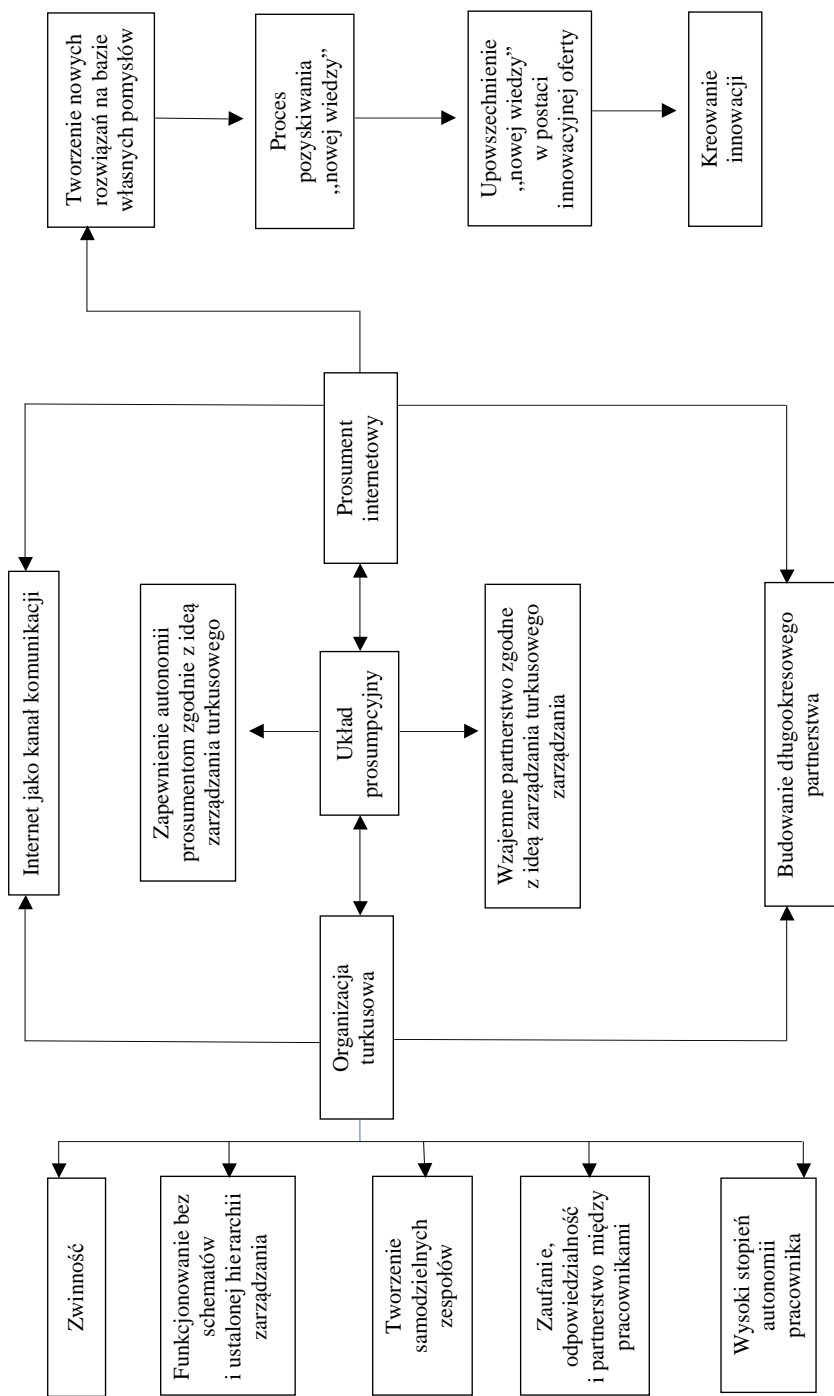 Zwinność
Funkcjonowanie bez
schematów
i ustalonej hierarchii
zarządzania
Tworzenie
samodzielnych
zespołów
Zaufanie,
odpowiedzialność
i partnerstwo między
pracownikami
Wysoki stopień
autonomii
pracownika
Organizacja
turkusowa
Internet jako kanał komunikacji
Zapewnienie autonomii
prosumentom zgodnie z ideą
zarządzania turkusowego
Układ
prosumpcyjny
Wzajemne partnerstwo zgodne
z ideą zarządzania turkusowego
zarządzania
Budowanie długookresowego
partnerstwa
Prosument
internetowy
Tworzenie nowych
rozwiązań na bazie
własnych pomysłów
Proces
pozyskiwania
,,nowej wiedzy”
Upowszechnienie
,,nowej wiedzy”
w postaci
innowacyjnej oferty
Kreowanie
innowacji